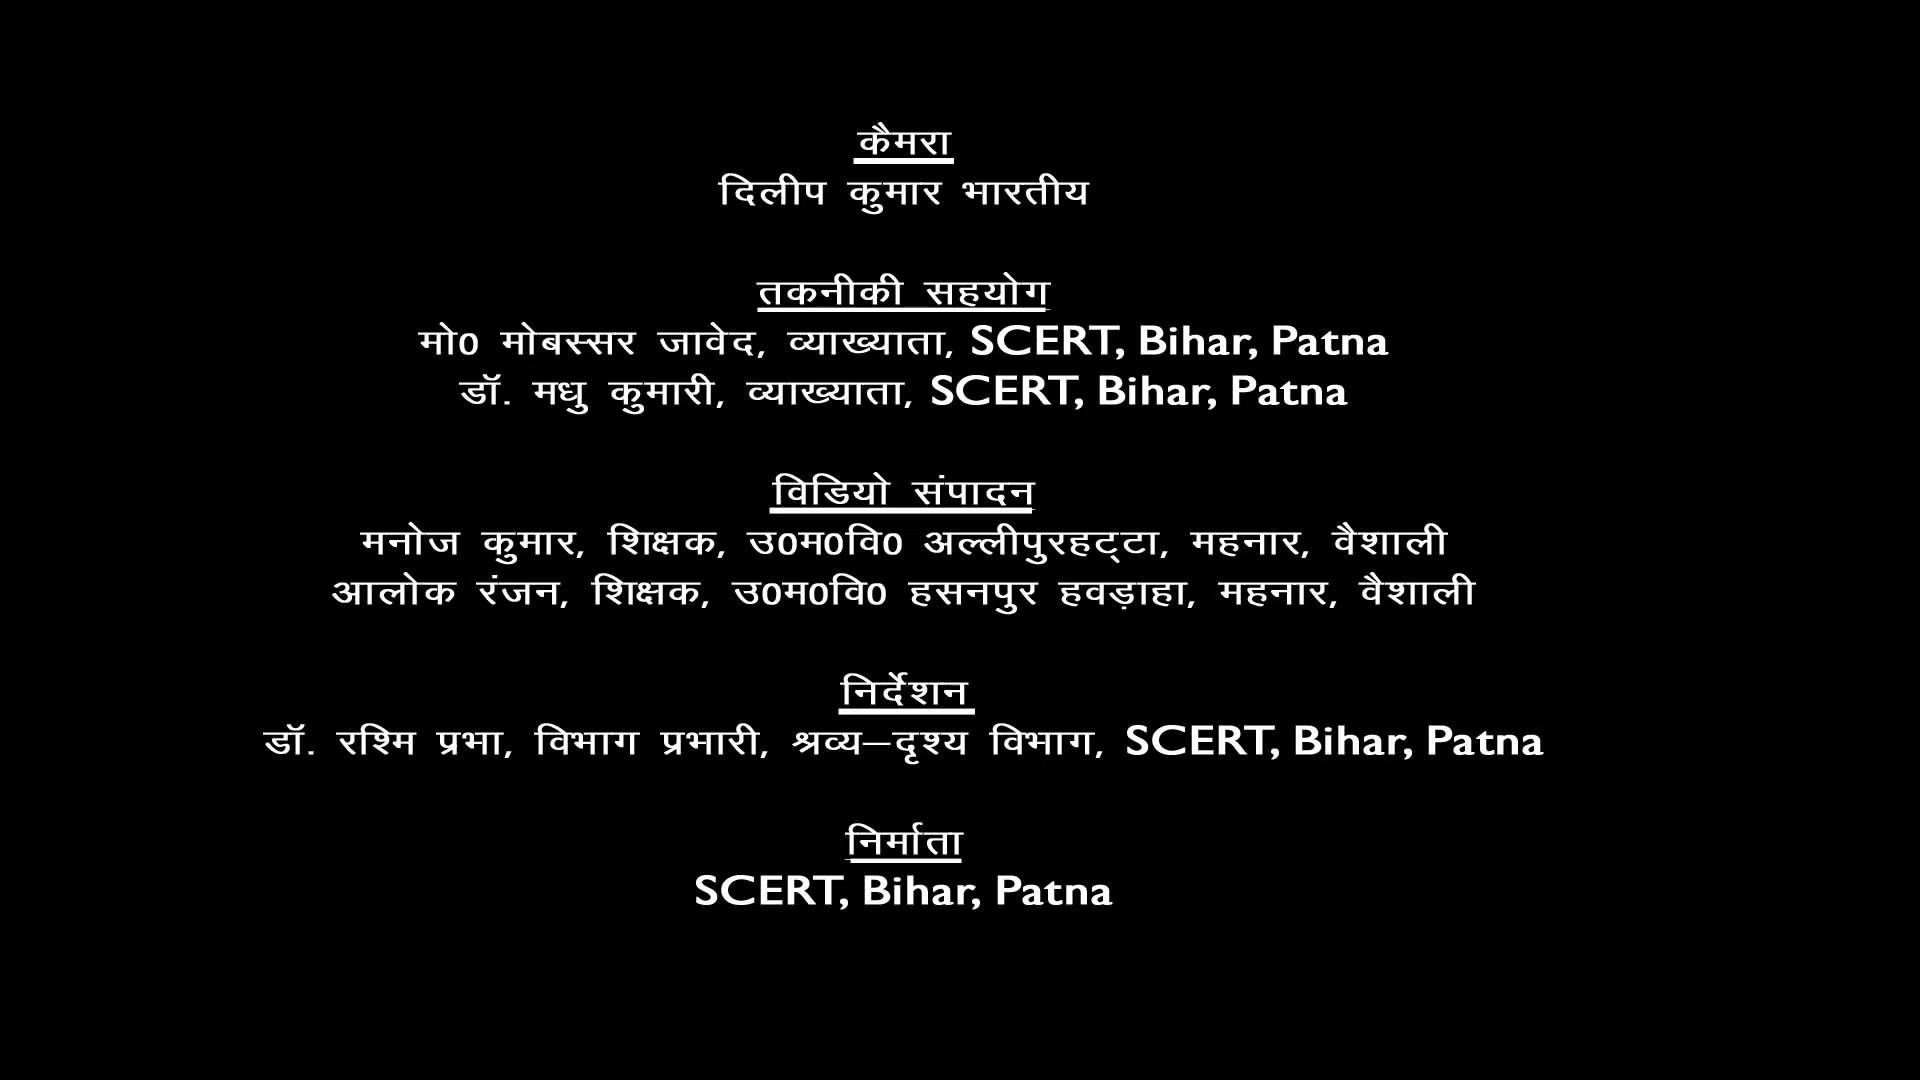 कैमरा
दिलीप कुमार भारतीय
तकनीकी सहयोग
मो0 मोबस्सर जावेद, व्याख्याता, SCERT, Bihar, Patna
डॉ. मधु कुमारी, व्याख्याता, SCERT, Bihar, Patna
विडियो संपादन
मनोज कुमार, शिक्षक, उ0म0वि0 अल्लीपुरहट्टा, महनार, वैशाली
आलोक रंजन, शिक्षक, उ0म0वि0 हसनपुर हवड़ाहा, महनार, वैशाली
निर्देशन
डॉ. रश्मि प्रभा, विभाग प्रभारी, श्रव्य–दृश्य विभाग, SCERT, Bihar, Patna
निर्माता
SCERT, Bihar, Patna